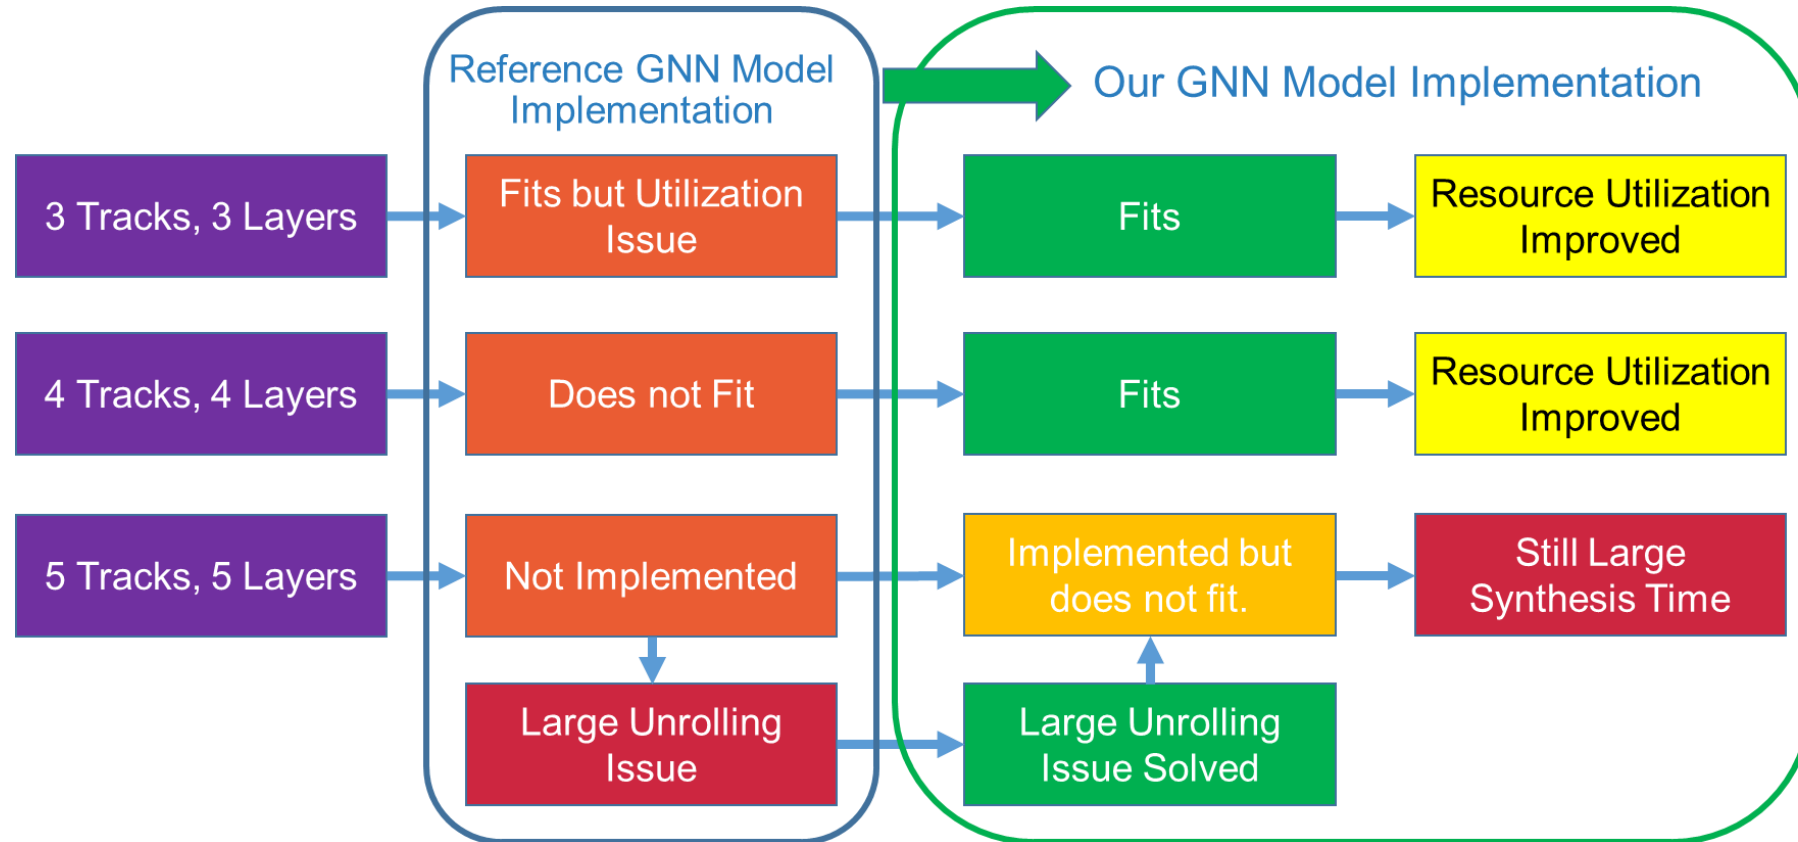 Reference GNN Model
Implementation
Our GNN Model Implementation
3 Tracks, 3 Layers
Fits but Utilization
Issue
Fits
Resource Utilization
Improved
4 Tracks, 4 Layers
Does not Fit
Fits
Resource Utilization
Improved
5 Tracks, 5 Layers
Not Implemented
Implemented but
does not fit.
Still Large
Synthesis Time
Large Unrolling
Issue
Large Unrolling
Issue Solved